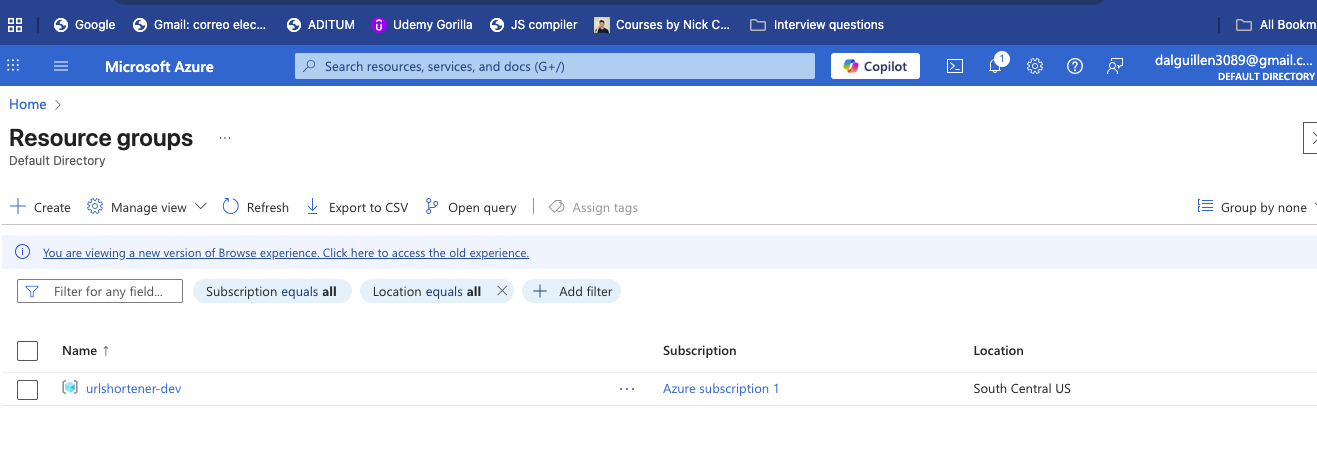 Google Gmail: correo elec... ADITUM Udemy Gorilla JS compiler Courses by Nick C... Interview questions All Bookm
Microsoft Azure Search resources, services, and docs (G+/) Copilot 1 dalguillen3089@gmail.c...
DEFAULT DIRECTORY
Home >
Resource groups ...
Default Directory
Create Manage view Refresh Export to CSV Open query Assign tags Group by none
You are viewing a new version of Browse experience. Click here to access the old experience.
Filter for any field... Subscription equals all Location equals all Add filter
Name ↑ Subscription Location
urlshortener-dev ... Azure subscription 1 South Central US